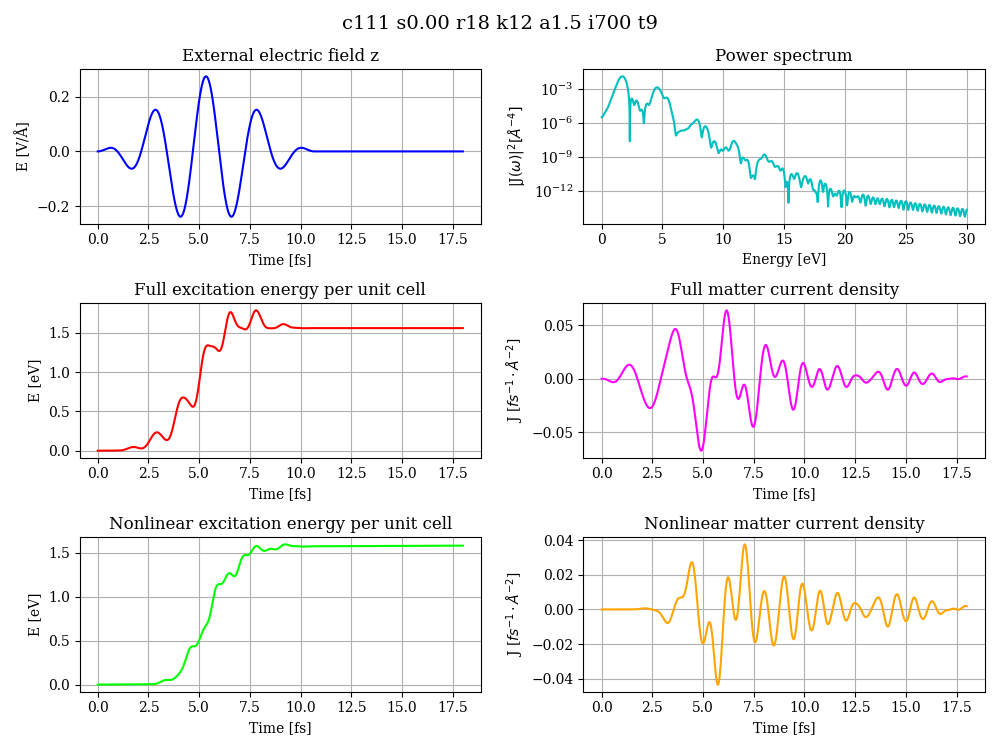 c111 s0.00 r18 k12 a1.5 i700 t9
External electric field z
E [V/Å]
0.2
0.0
−0.2
0.0 2.5 5.0 7.5 10.0 12.5 15.0 17.5
Time [fs]
Power spectrum
|J(ω)|² [Å⁻⁴]
10⁻³
10⁻⁶
10⁻⁹
10⁻¹²
0 5 10 15 20 25 30
Energy [eV]
Full excitation energy per unit cell
E [eV]
1.5
1.0
0.5
0.0
0.0 2.5 5.0 7.5 10.0 12.5 15.0 17.5
Time [fs]
Full matter current density
J [fs⁻¹ · Å⁻²]
0.05
0.00
−0.05
0.0 2.5 5.0 7.5 10.0 12.5 15.0 17.5
Time [fs]
Nonlinear excitation energy per unit cell
E [eV]
1.5
1.0
0.5
0.0
0.0 2.5 5.0 7.5 10.0 12.5 15.0 17.5
Time [fs]
Nonlinear matter current density
J [fs⁻¹ · Å⁻²]
0.04
0.02
0.00
−0.02
−0.04
0.0 2.5 5.0 7.5 10.0 12.5 15.0 17.5
Time [fs]